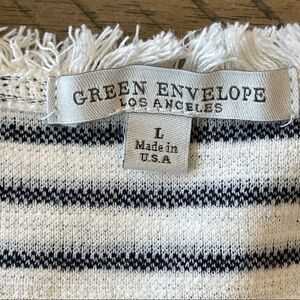 GREEN ENVELOPE
LOS ANGELES
L
Made in
U.S.A